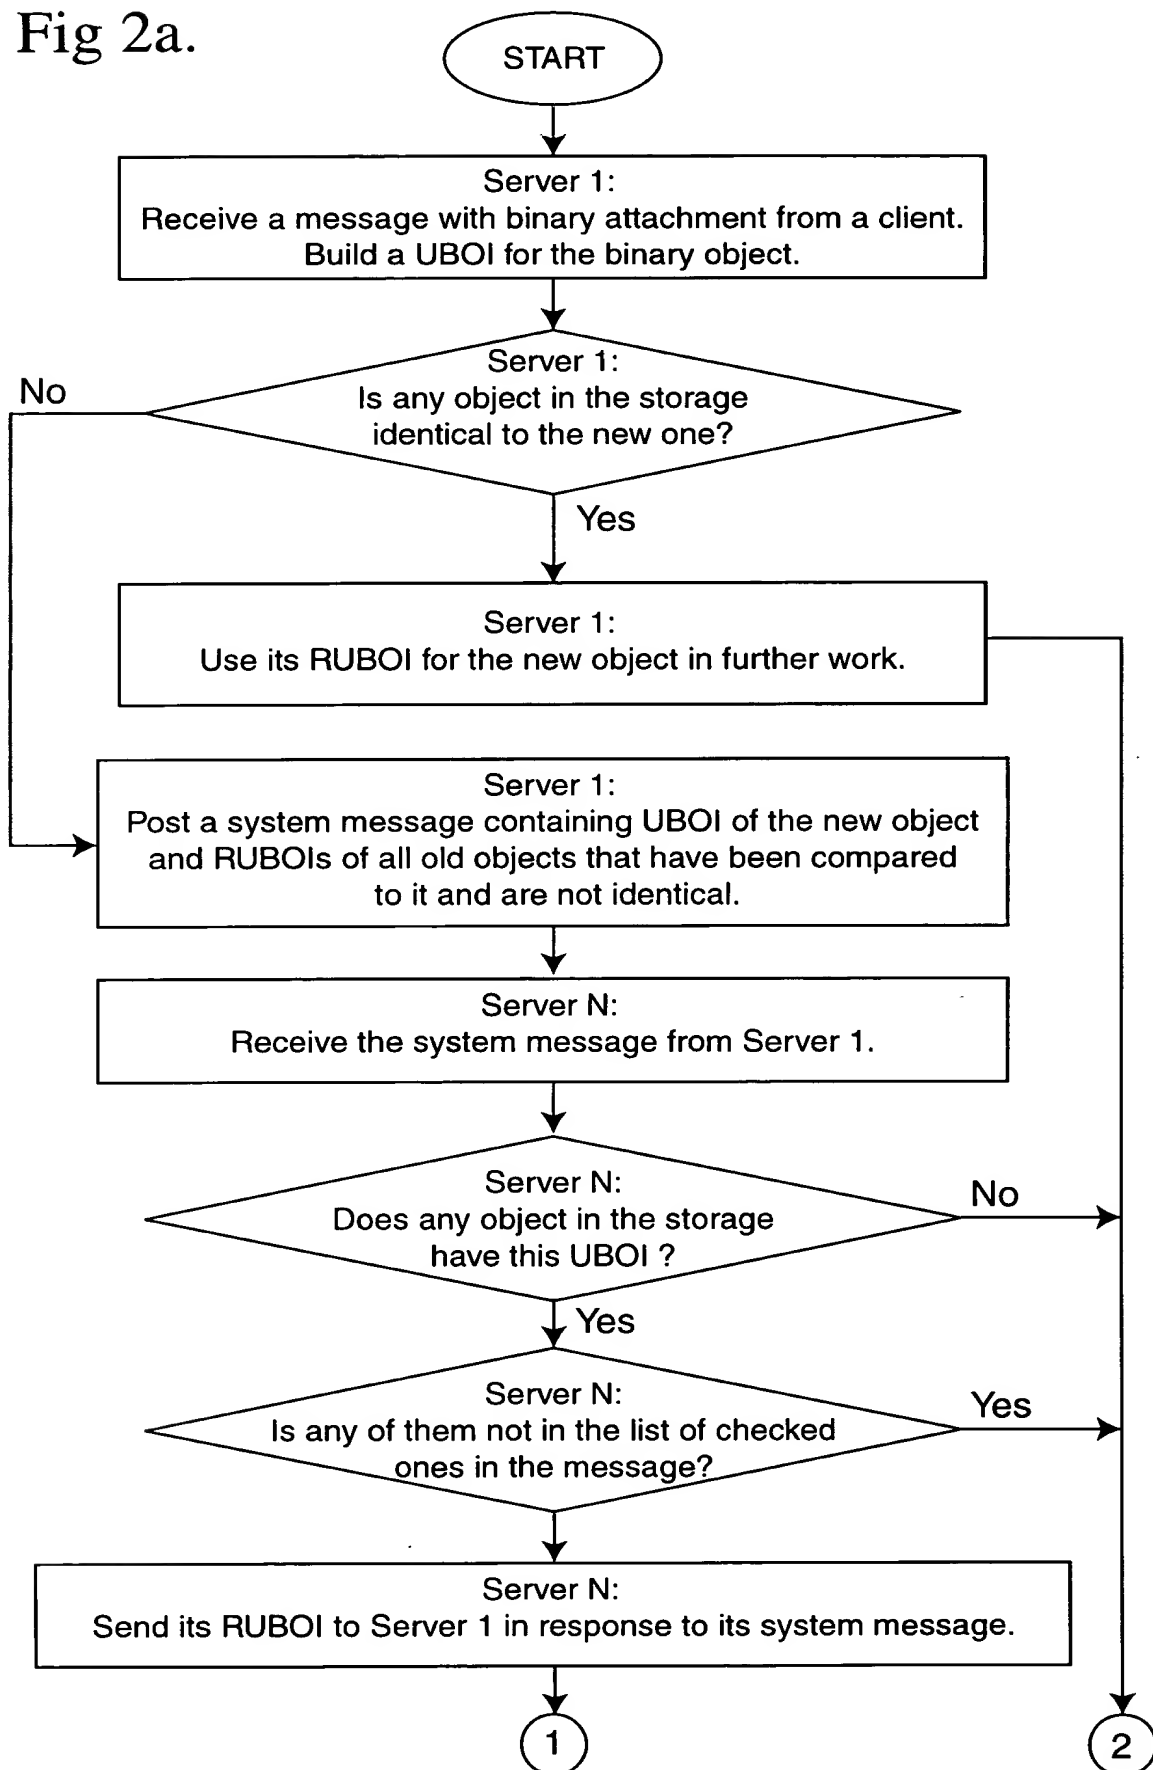 Fig 2a.
START
Server 1:
Receive a message with binary attachment from a client.
Build a UBOI for the binary object.
Server 1:
Is any object in the storage
identical to the new one?
No
Yes
Server 1:
Use its RUBOI for the new object in further work.
Server 1:
Post a system message containing UBOI of the new object
and RUBOIs of all old objects that have been compared
to it and are not identical.
Server N:
Receive the system message from Server 1.
Server N:
Does any object in the storage
have this UBOI ?
No
Yes
Server N:
Is any of them not in the list of checked
ones in the message?
Yes
Server N:
Send its RUBOI to Server 1 in response to its system message.
1
2